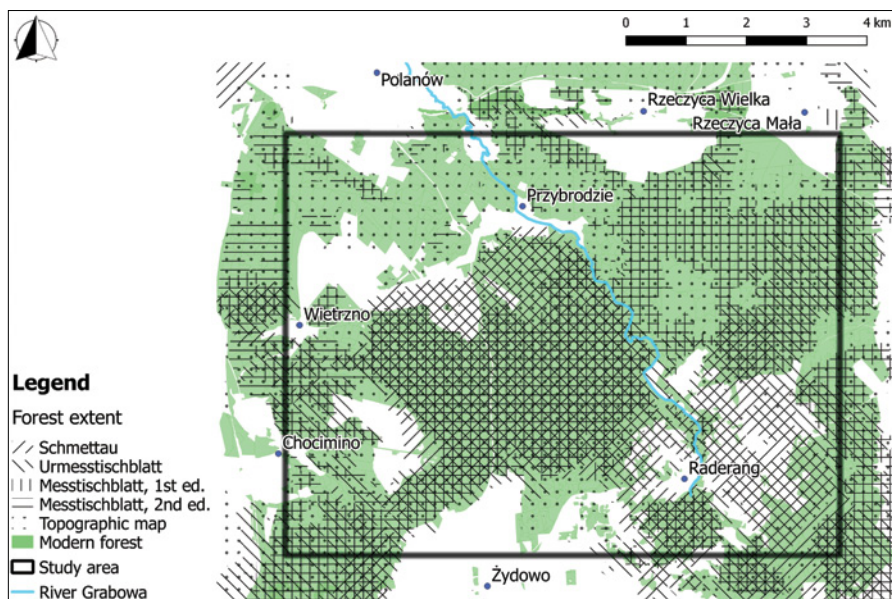 0 1 2 3 4 km
Polanów
Rzeczyca Wielka
Rzeczyca Mała
Przybrodzie
Wietrzno
Chocimino
Raderang
Żydowo
Legend
Forest extent
Schmettau
Urmesstischblatt
Messtischblatt, 1st ed.
Messtischblatt, 2nd ed.
Topographic map
Modern forest
Study area
River Grabowa